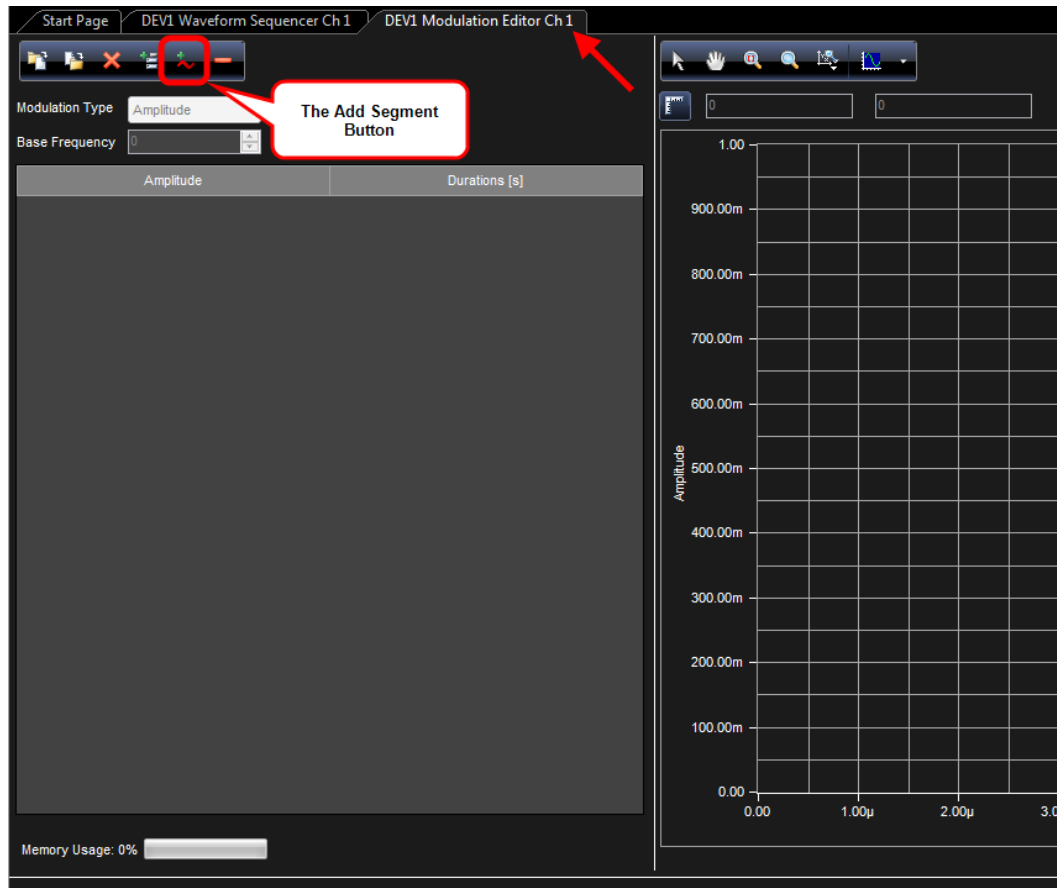 Start Page DEV1 Waveform Sequencer Ch 1 DEV1 Modulation Editor Ch 1
Modulation Type Amplitude
The Add Segment
Button
Base Frequency 0
Amplitude Durations [s]
Memory Usage: 0%
0 0
1.00
900.00m
800.00m
700.00m
600.00m
500.00m
400.00m
300.00m
200.00m
100.00m
0.00
Amplitude
0.00 1.00µ 2.00µ 3.0